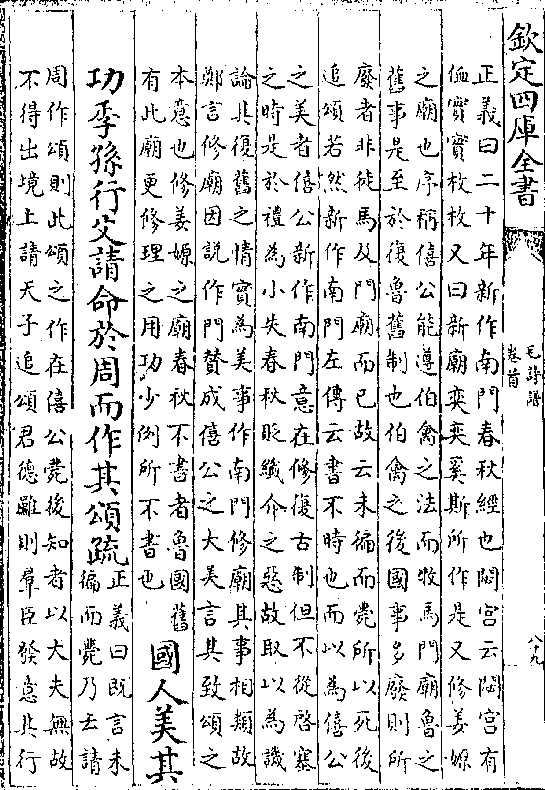 欽定四庫全書
毛詩譜
卷首
八九
正義曰二十年新作南門春秋經也閟宫云閟宫有
侐實實枚枚又曰新廟奕奕奚斯所作是又修姜嫄
之廟也序稱僖公能遵伯禽之法而牧馬門廟魯之
舊事是至於復魯舊制也伯禽之後國事多廢則所
廢者非徒馬及門廟而已故云未徧而薨所以死後
追頌若然新作南門左傳云書不時也而以為僖公
之美者僖公新作南門意在修復古制但不從啓塞
之時是於禮為小失春秋貶纎介之惡故取以為譏
論其復舊之情實為美事作南門修廟其事相類故
鄭言修廟因説作門賛成僖公之大美言其致頌之
本意也修姜嫄之廟春秋不書者魯國舊
有此廟更修理之用功少例所不書也
國人美其
功季孫行父請命於周而作其頌疏
正義曰既言未
徧而薨乃云請
周作頌則此頌之作在僖公薨後知者以大夫無故
不得出境上請天子追頌君德雖則羣臣發意其行